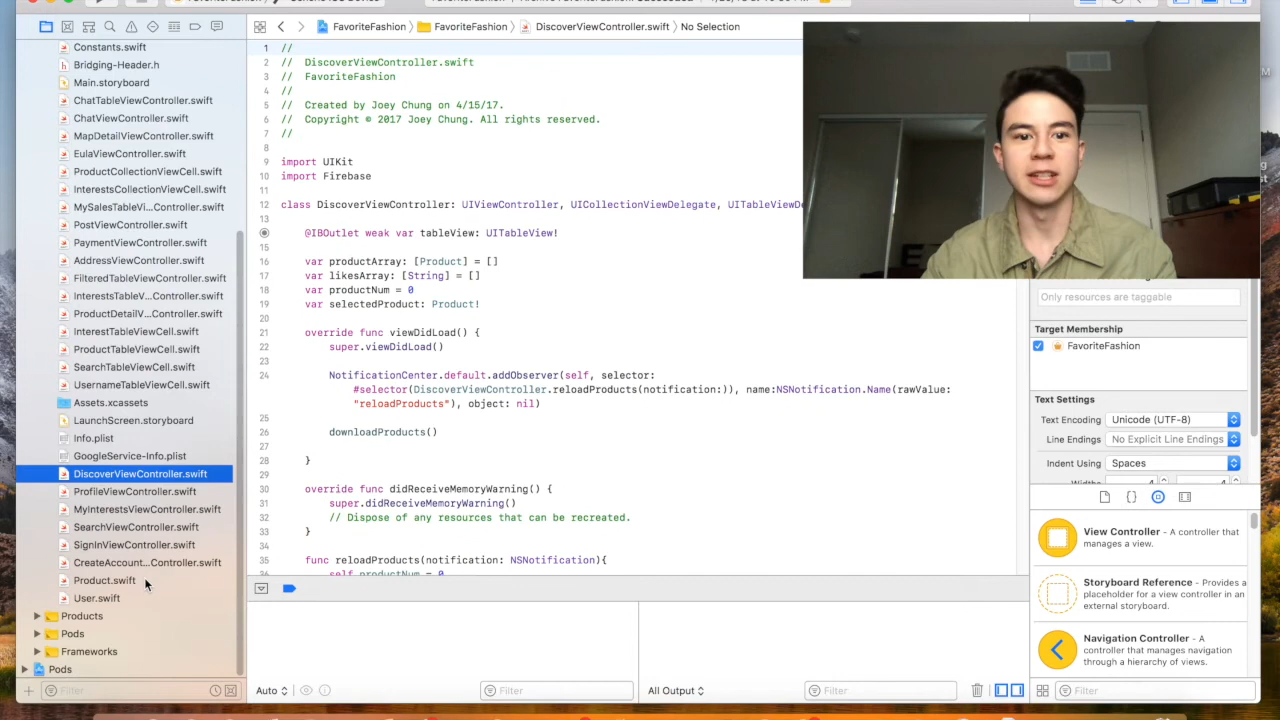 FavoriteFashion
FavoriteFashion
DiscoverViewController.swift
No Selection
Constants.swift
Bridging-Header.h
Main.storyboard
ChatTableViewController.swift
ChatViewController.swift
MapDetailViewController.swift
EulaViewController.swift
ProductCollectionViewCell.swift
InterestsCollectionViewCell.swift
MySalesTableVi...Controller.swift
PostViewController.swift
PaymentViewController.swift
AddressViewController.swift
FilteredTableViewController.swift
InterestsTableV...Controller.swift
ProductDetailV...Controller.swift
InterestTableViewCell.swift
ProductTableViewCell.swift
SearchTableViewCell.swift
UsernameTableViewCell.swift
Assets.xcassets
LaunchScreen.storyboard
Info.plist
GoogleService-Info.plist
DiscoverViewController.swift
ProfileViewController.swift
MyInterestsViewController.swift
SearchViewController.swift
SignInViewController.swift
CreateAccount...Controller.swift
Product.swift
User.swift
Products
Pods
Frameworks
Pods
Filter
1 //
2 // DiscoverViewController.swift
3 // FavoriteFashion
4 //
5 // Created by Joey Chung on 4/15/17.
6 // Copyright © 2017 Joey Chung. All rights reserved.
7 //
8
9 import UIKit
10 import Firebase
11
12 class DiscoverViewController: UIViewController, UICollectionViewDelegate, UITableViewDe
13
@IBOutlet weak var tableView: UITableView!
15
16 var productArray: [Product] = []
17 var likesArray: [String] = []
18 var productNum = 0
19 var selectedProduct: Product!
20
21 override func viewDidLoad() {
22 super.viewDidLoad()
23
24 NotificationCenter.default.addObserver(self, selector:
#selector(DiscoverViewController.reloadProducts(notification:)), name:NSNotification.Name(rawValue:
"reloadProducts"), object: nil)
25
26 downloadProducts()
27
28 }
29
30 override func didReceiveMemoryWarning() {
31 super.didReceiveMemoryWarning()
32 // Dispose of any resources that can be recreated.
33 }
34
35 func reloadProducts(notification: NSNotification){
36 self.productNum = 0
Auto
Filter
All Output
Filter
Only resources are taggable
Target Membership
FavoriteFashion
Text Settings
Text Encoding Unicode (UTF-8)
Line Endings No Explicit Line Endings
Indent Using Spaces
Widths 4 4
View Controller - A controller that
manages a view.
Storyboard Reference - Provides a
placeholder for a view controller in an
external storyboard.
Navigation Controller - A
controller that manages navigation
through a hierarchy of views.
Filter